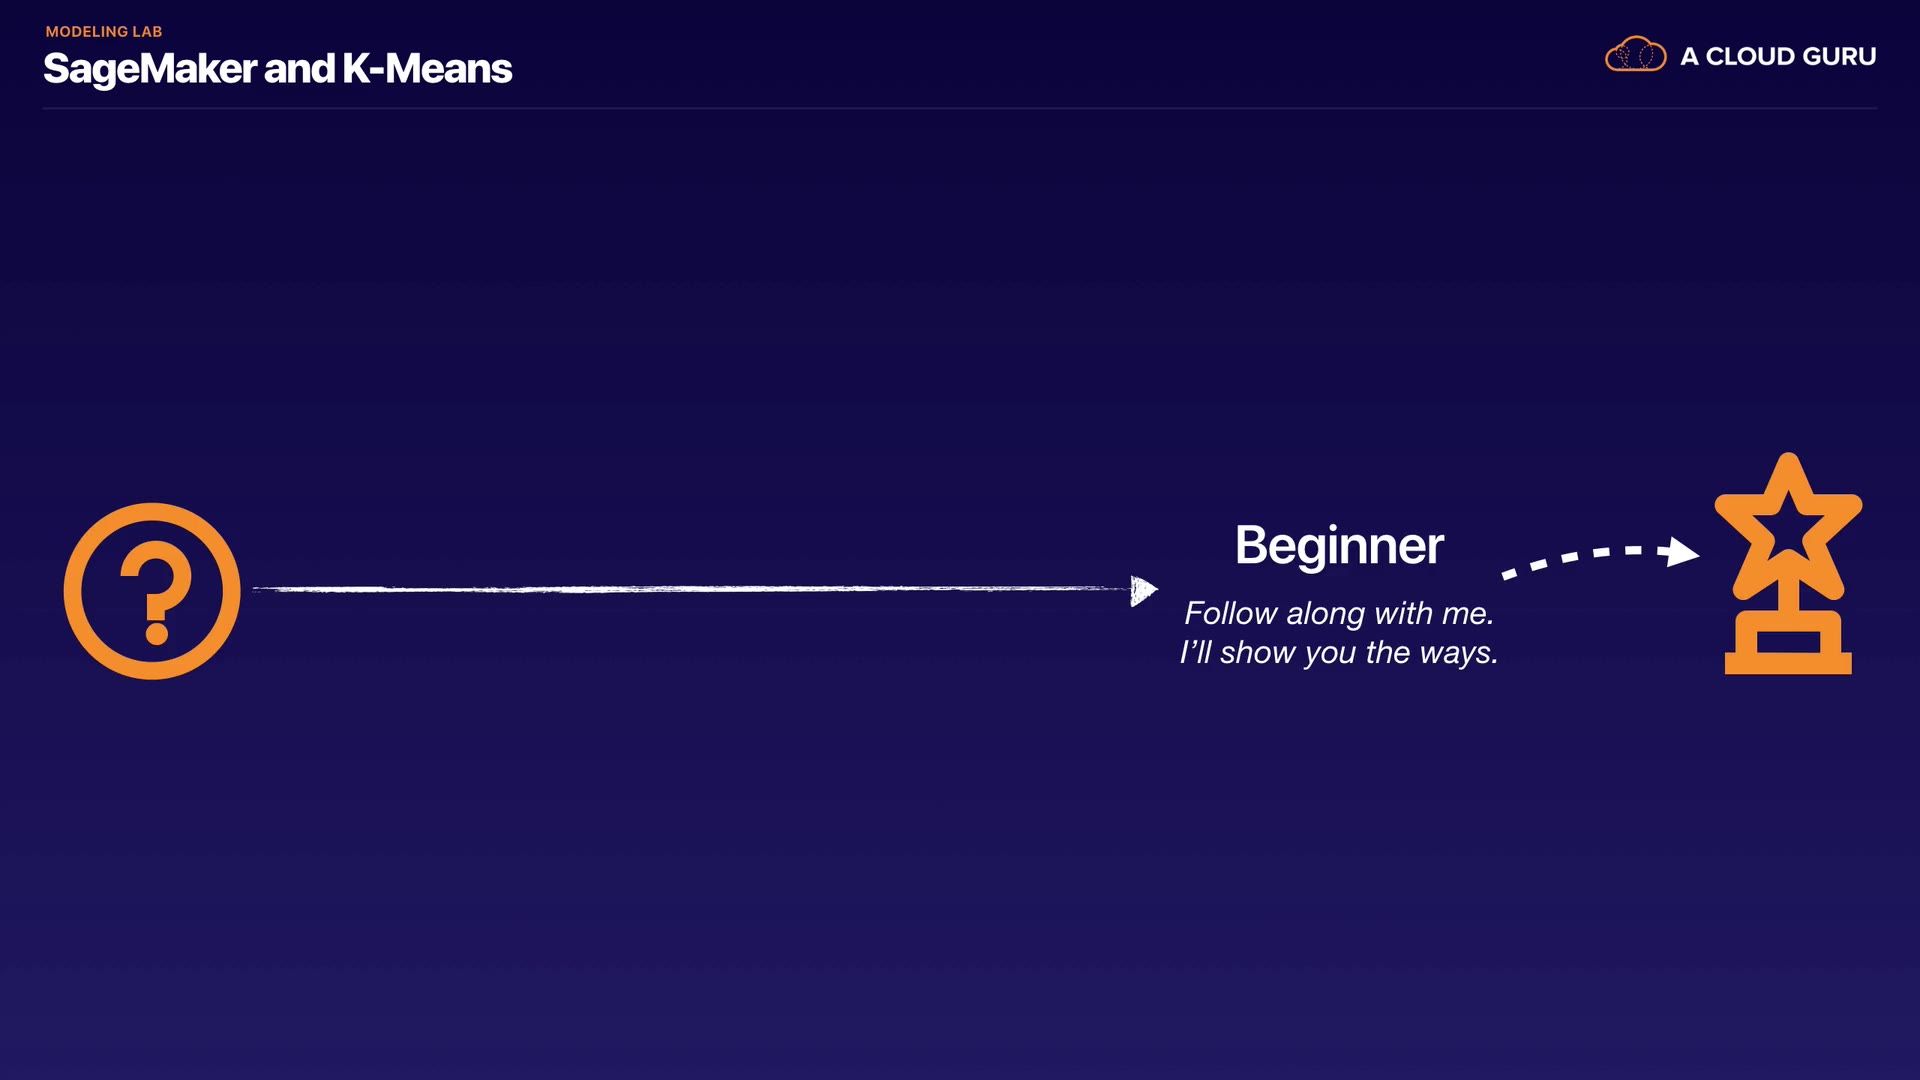 MODELING LAB
SageMaker and K-Means
A CLOUD GURU
?
Beginner
Follow along with me.
I’ll show you the ways.